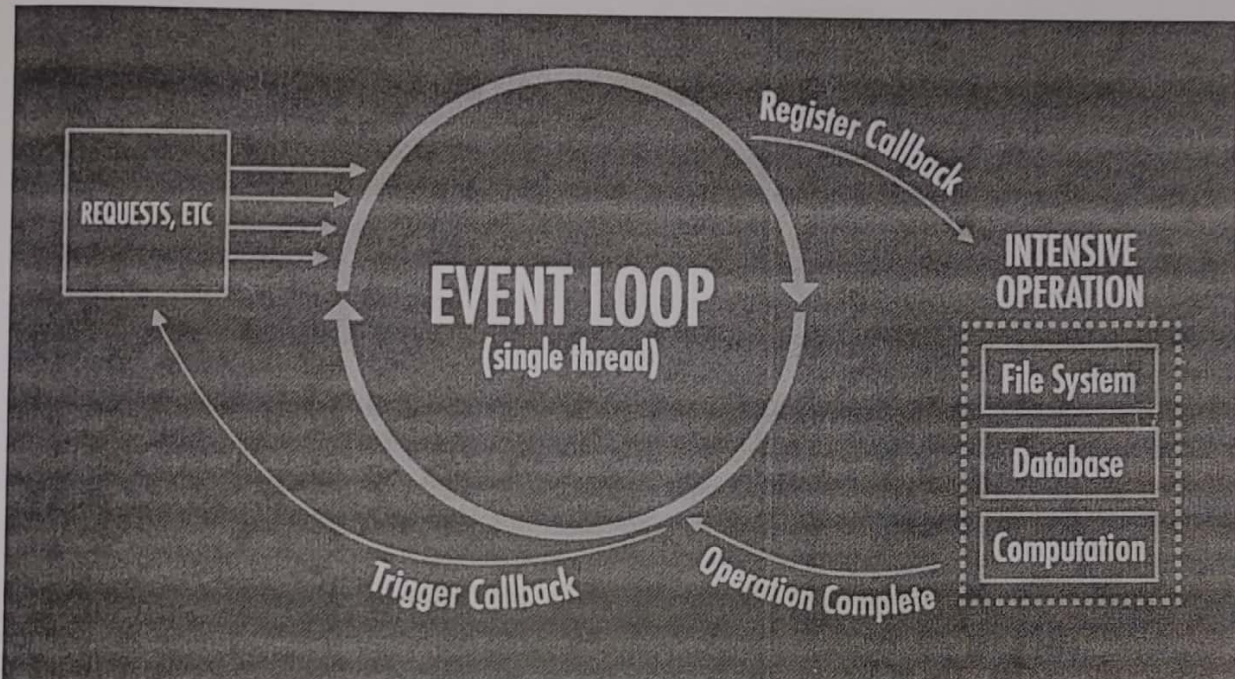 REQUESTS, ETC
EVENT LOOP
(single thread)
Register Callback
INTENSIVE
OPERATION
File System
Database
Computation
Operation Complete
Trigger Callback